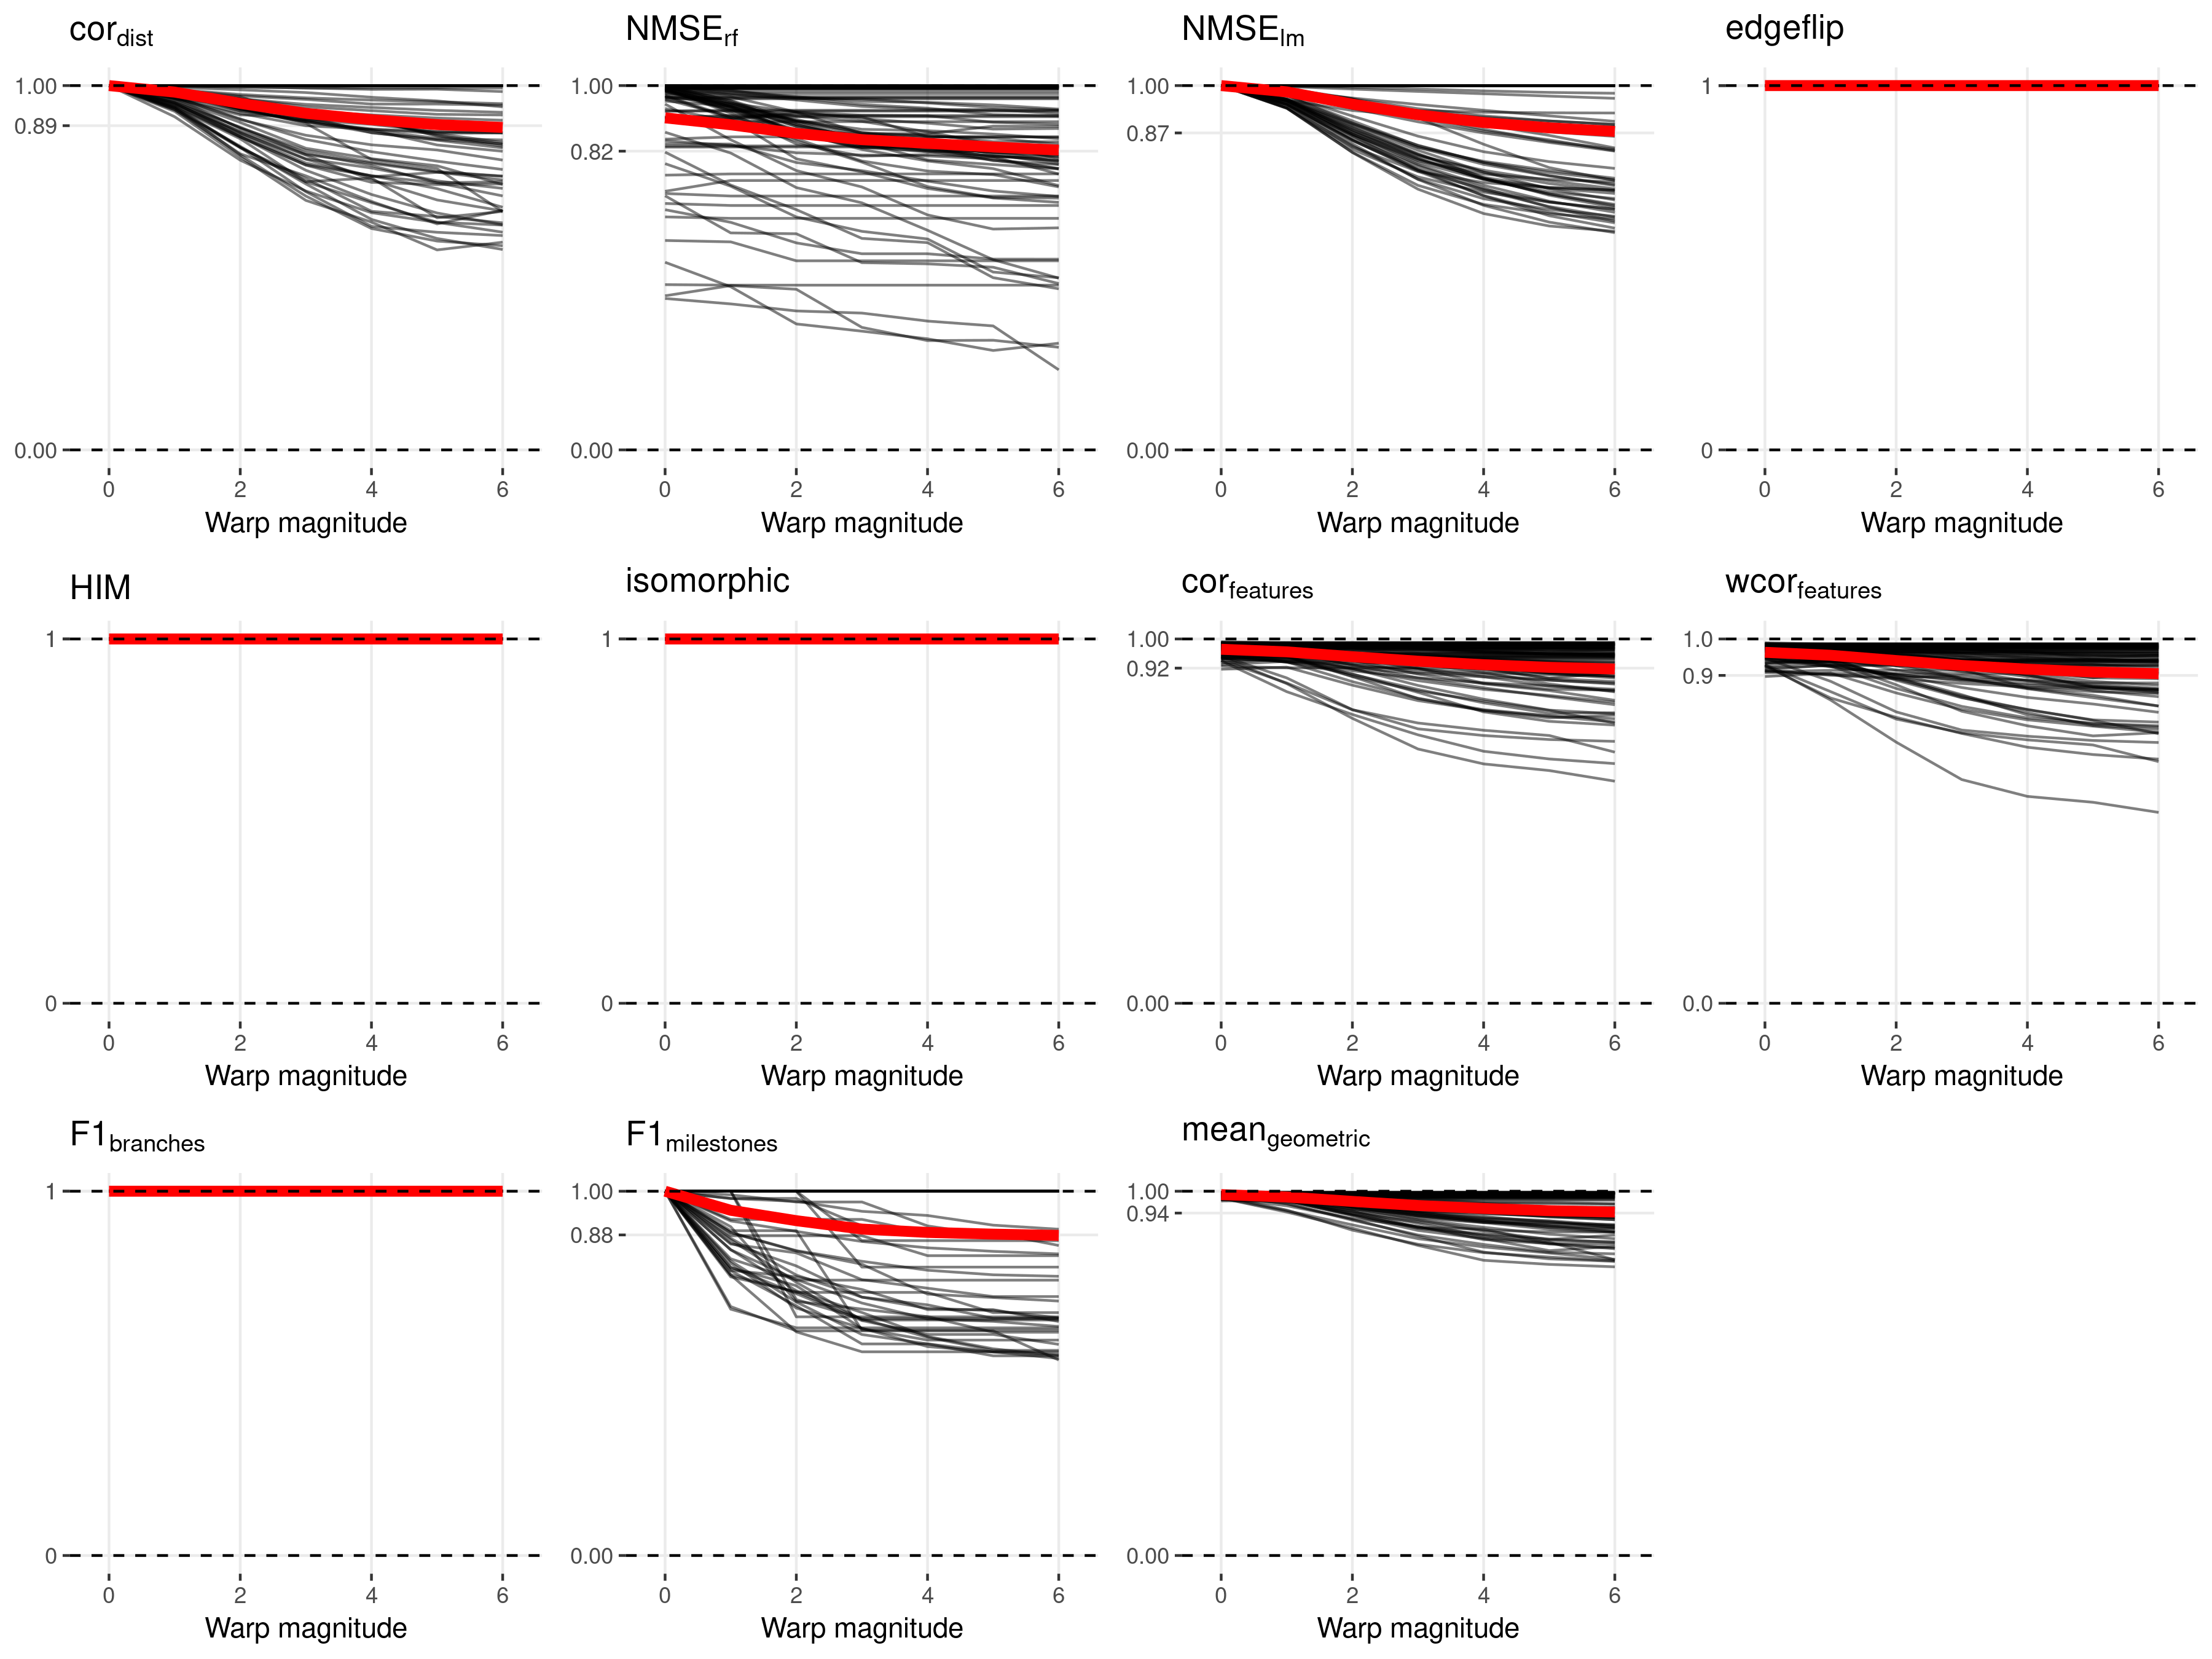 cordist NMSErf NMSElm edgeflip
1.00 1.00 1.00 1
0.89 0.82 0.87
0.00 0.00 0.00 0
0 2 4 6 0 2 4 6 0 2 4 6 0 2 4 6
Warp magnitude Warp magnitude Warp magnitude Warp magnitude
HIM isomorphic corfeatures wcorfeatures
1 1 1.00 1.0
0.92 0.9
0 0 0.00 0.0
0 2 4 6 0 2 4 6 0 2 4 6 0 2 4 6
Warp magnitude Warp magnitude Warp magnitude Warp magnitude
F1branches F1milestones meangeometric
1 1.00 1.00
0.88 0.94
0 0.00 0.00
0 2 4 6 0 2 4 6 0 2 4 6
Warp magnitude Warp magnitude Warp magnitude